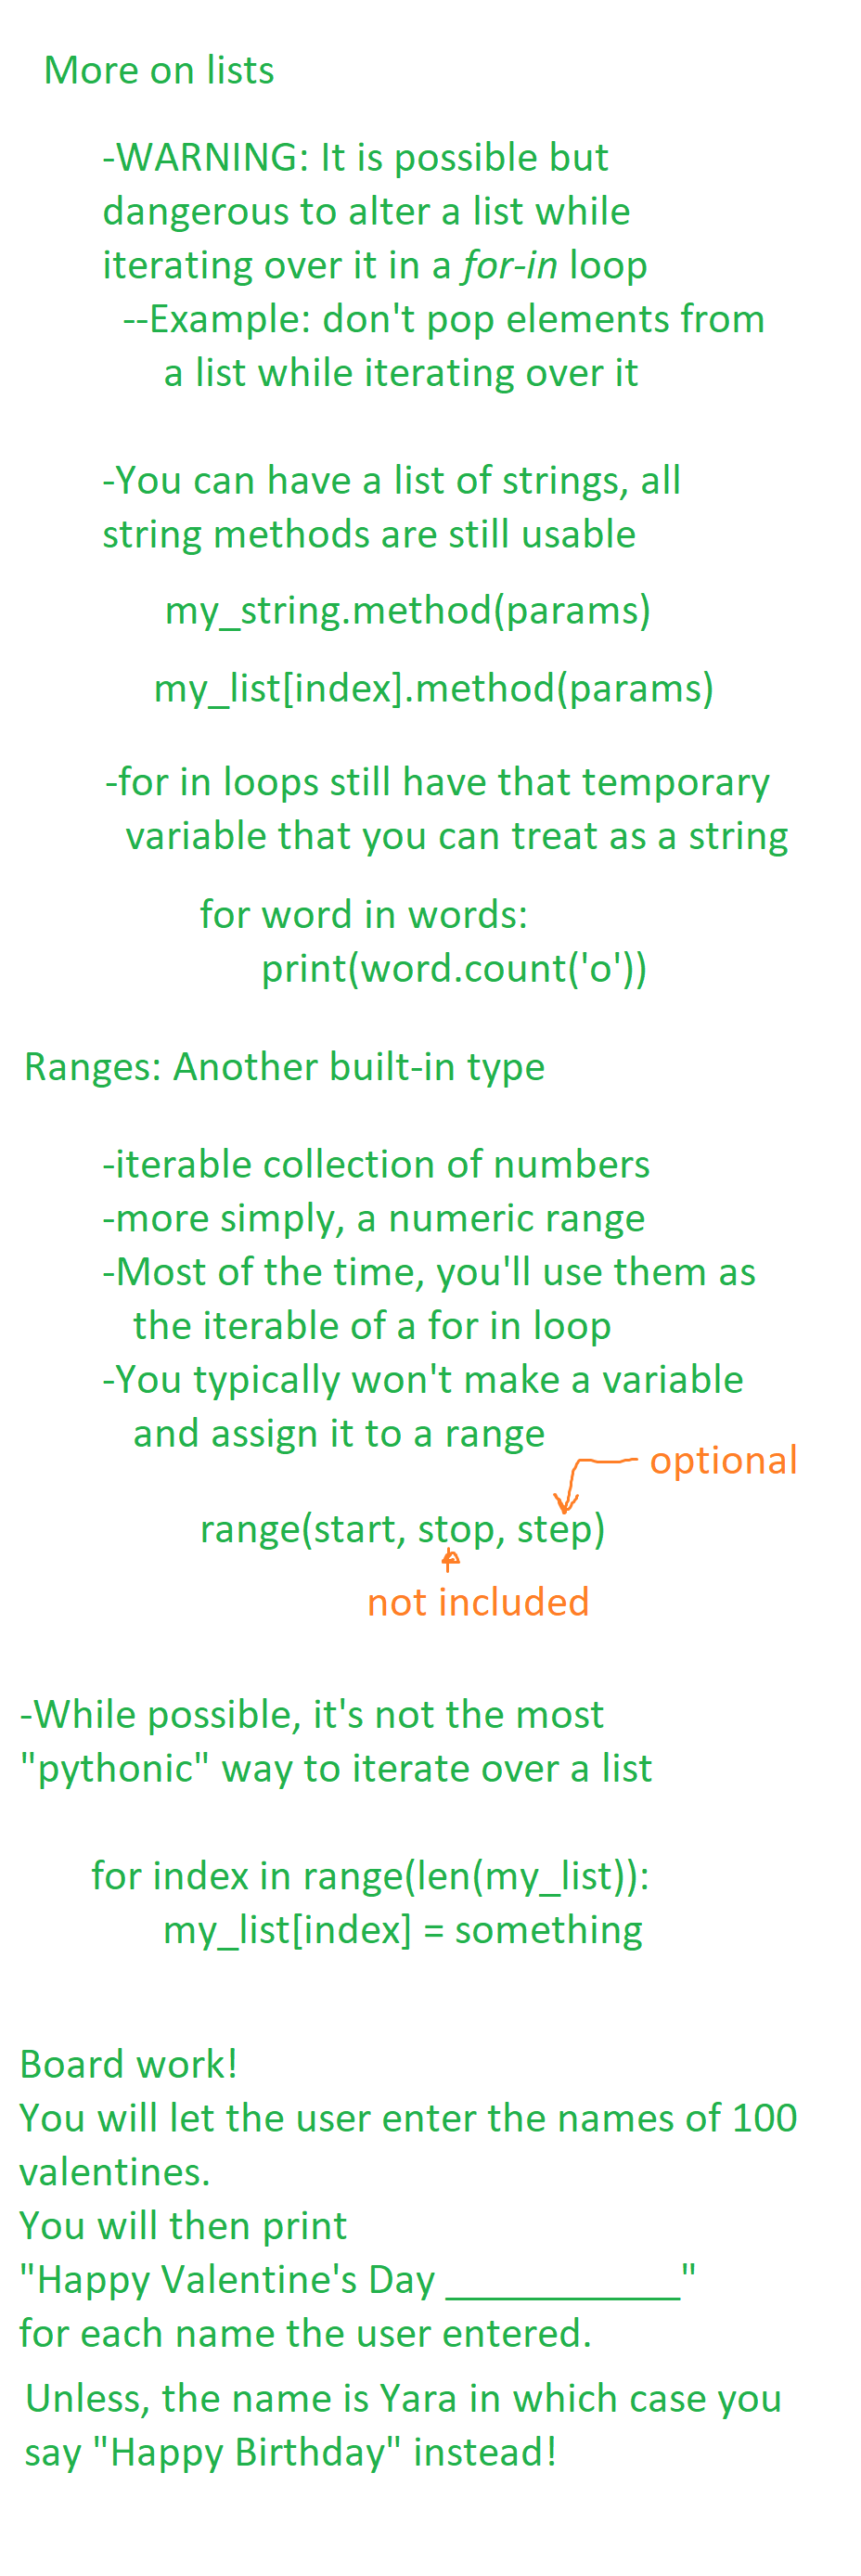 More on lists
-WARNING: It is possible but
dangerous to alter a list while
iterating over it in a for-in loop
--Example: don't pop elements from
a list while iterating over it
-You can have a list of strings, all
string methods are still usable
my_string.method(params)
my_list[index].method(params)
-for in loops still have that temporary
variable that you can treat as a string
for word in words:
print(word.count('o'))
Ranges: Another built-in type
-iterable collection of numbers
-more simply, a numeric range
-Most of the time, you'll use them as
the iterable of a for in loop
-You typically won't make a variable
and assign it to a range
optional
range(start, stop, step)
not included
-While possible, it's not the most
"pythonic" way to iterate over a list
for index in range(len(my_list)):
my_list[index] = something
Board work!
You will let the user enter the names of 100
valentines.
You will then print
"Happy Valentine's Day ___________"
for each name the user entered.
Unless, the name is Yara in which case you
say "Happy Birthday" instead!